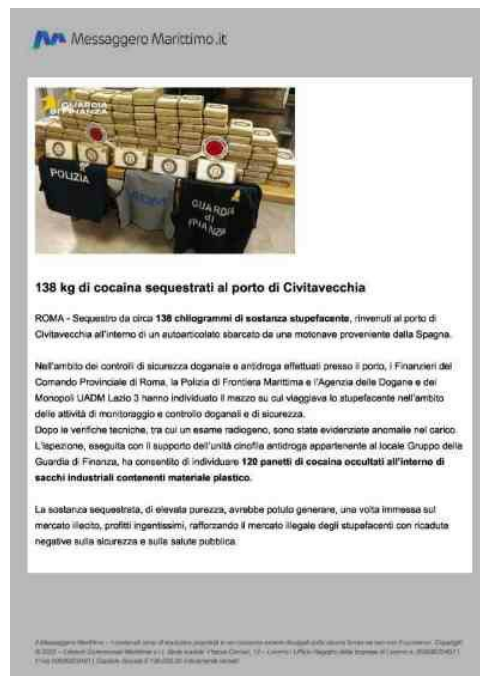 Messaggero Marittimo.it
GUARDIA
DI FINANZA
POLIZIA
ADM
GUARDIA
di
FINANZA
138 kg di cocaina sequestrati al porto di Civitavecchia
ROMA - Sequestro da circa 138 chilogrammi di sostanza stupefacente, rinvenuti al porto di
Civitavecchia all'interno di un autoarticolato sbarcato da una motonave proveniente dalla Spagna.
Nell'ambito dei controlli di sicurezza doganale e antidroga effettuati presso il porto, i Finanzieri del
Comando Provinciale di Roma, la Polizia di Frontiera Marittima e l'Agenzia delle Dogane e dei
Monopoli UADM Lazio 3 hanno individuato il mezzo su cui viaggiava lo stupefacente nell'ambito
delle attività di monitoraggio e controllo doganali e di sicurezza.
Dopo le verifiche tecniche, tra cui un esame radiogeno, sono state evidenziate anomalie nel carico.
L'ispezione, eseguita con il supporto dell'unità cinofila antidroga appartenente al locale Gruppo della
Guardia di Finanza, ha consentito di individuare 120 panetti di cocaina occultati all'interno di
sacchi industriali contenenti materiale plastico.
La sostanza sequestrata, di elevata purezza, avrebbe potuto generare, una volta immessa sul
mercato illecito, profitti ingentissimi, rafforzando il mercato illegale degli stupefacenti con ricadute
negative sulla sicurezza e sulla salute pubblica.